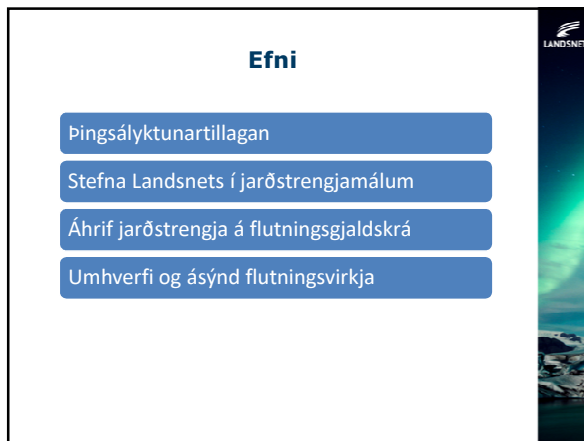 Efni
LANDSNET
Þingsályktunartillagan
Stefna Landsnets í jarðstrengjamálum
Áhrif jarðstrengja á flutningsgjaldskrá
Umhverfi og ásýnd flutningsvirkja